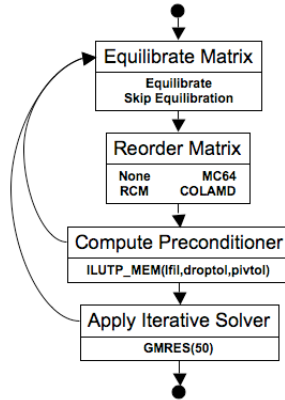 Equilibrate Matrix
Equilibrate
Skip Equilibration
Reorder Matrix
None MC64
RCM COLAMD
Compute Preconditioner
ILUTP_MEM(lfil,droptol,pivtol)
Apply Iterative Solver
GMRES(50)